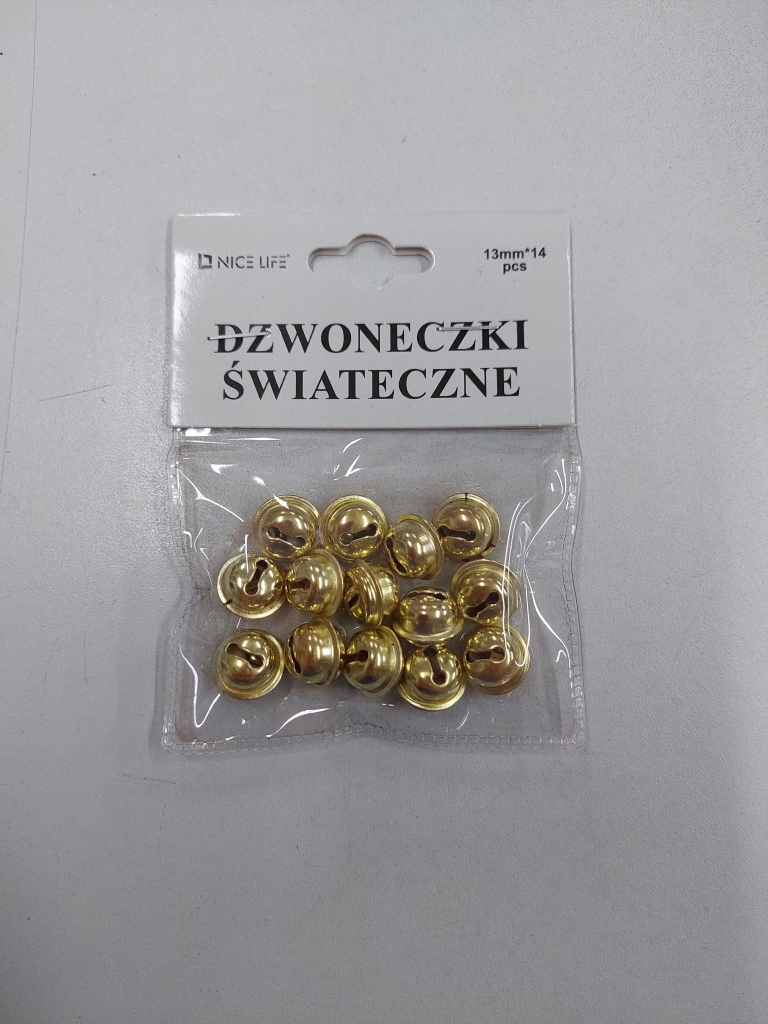 NICE LIFE
13mm*14
pcs
DZWONECZKI
ŚWIATECZNE